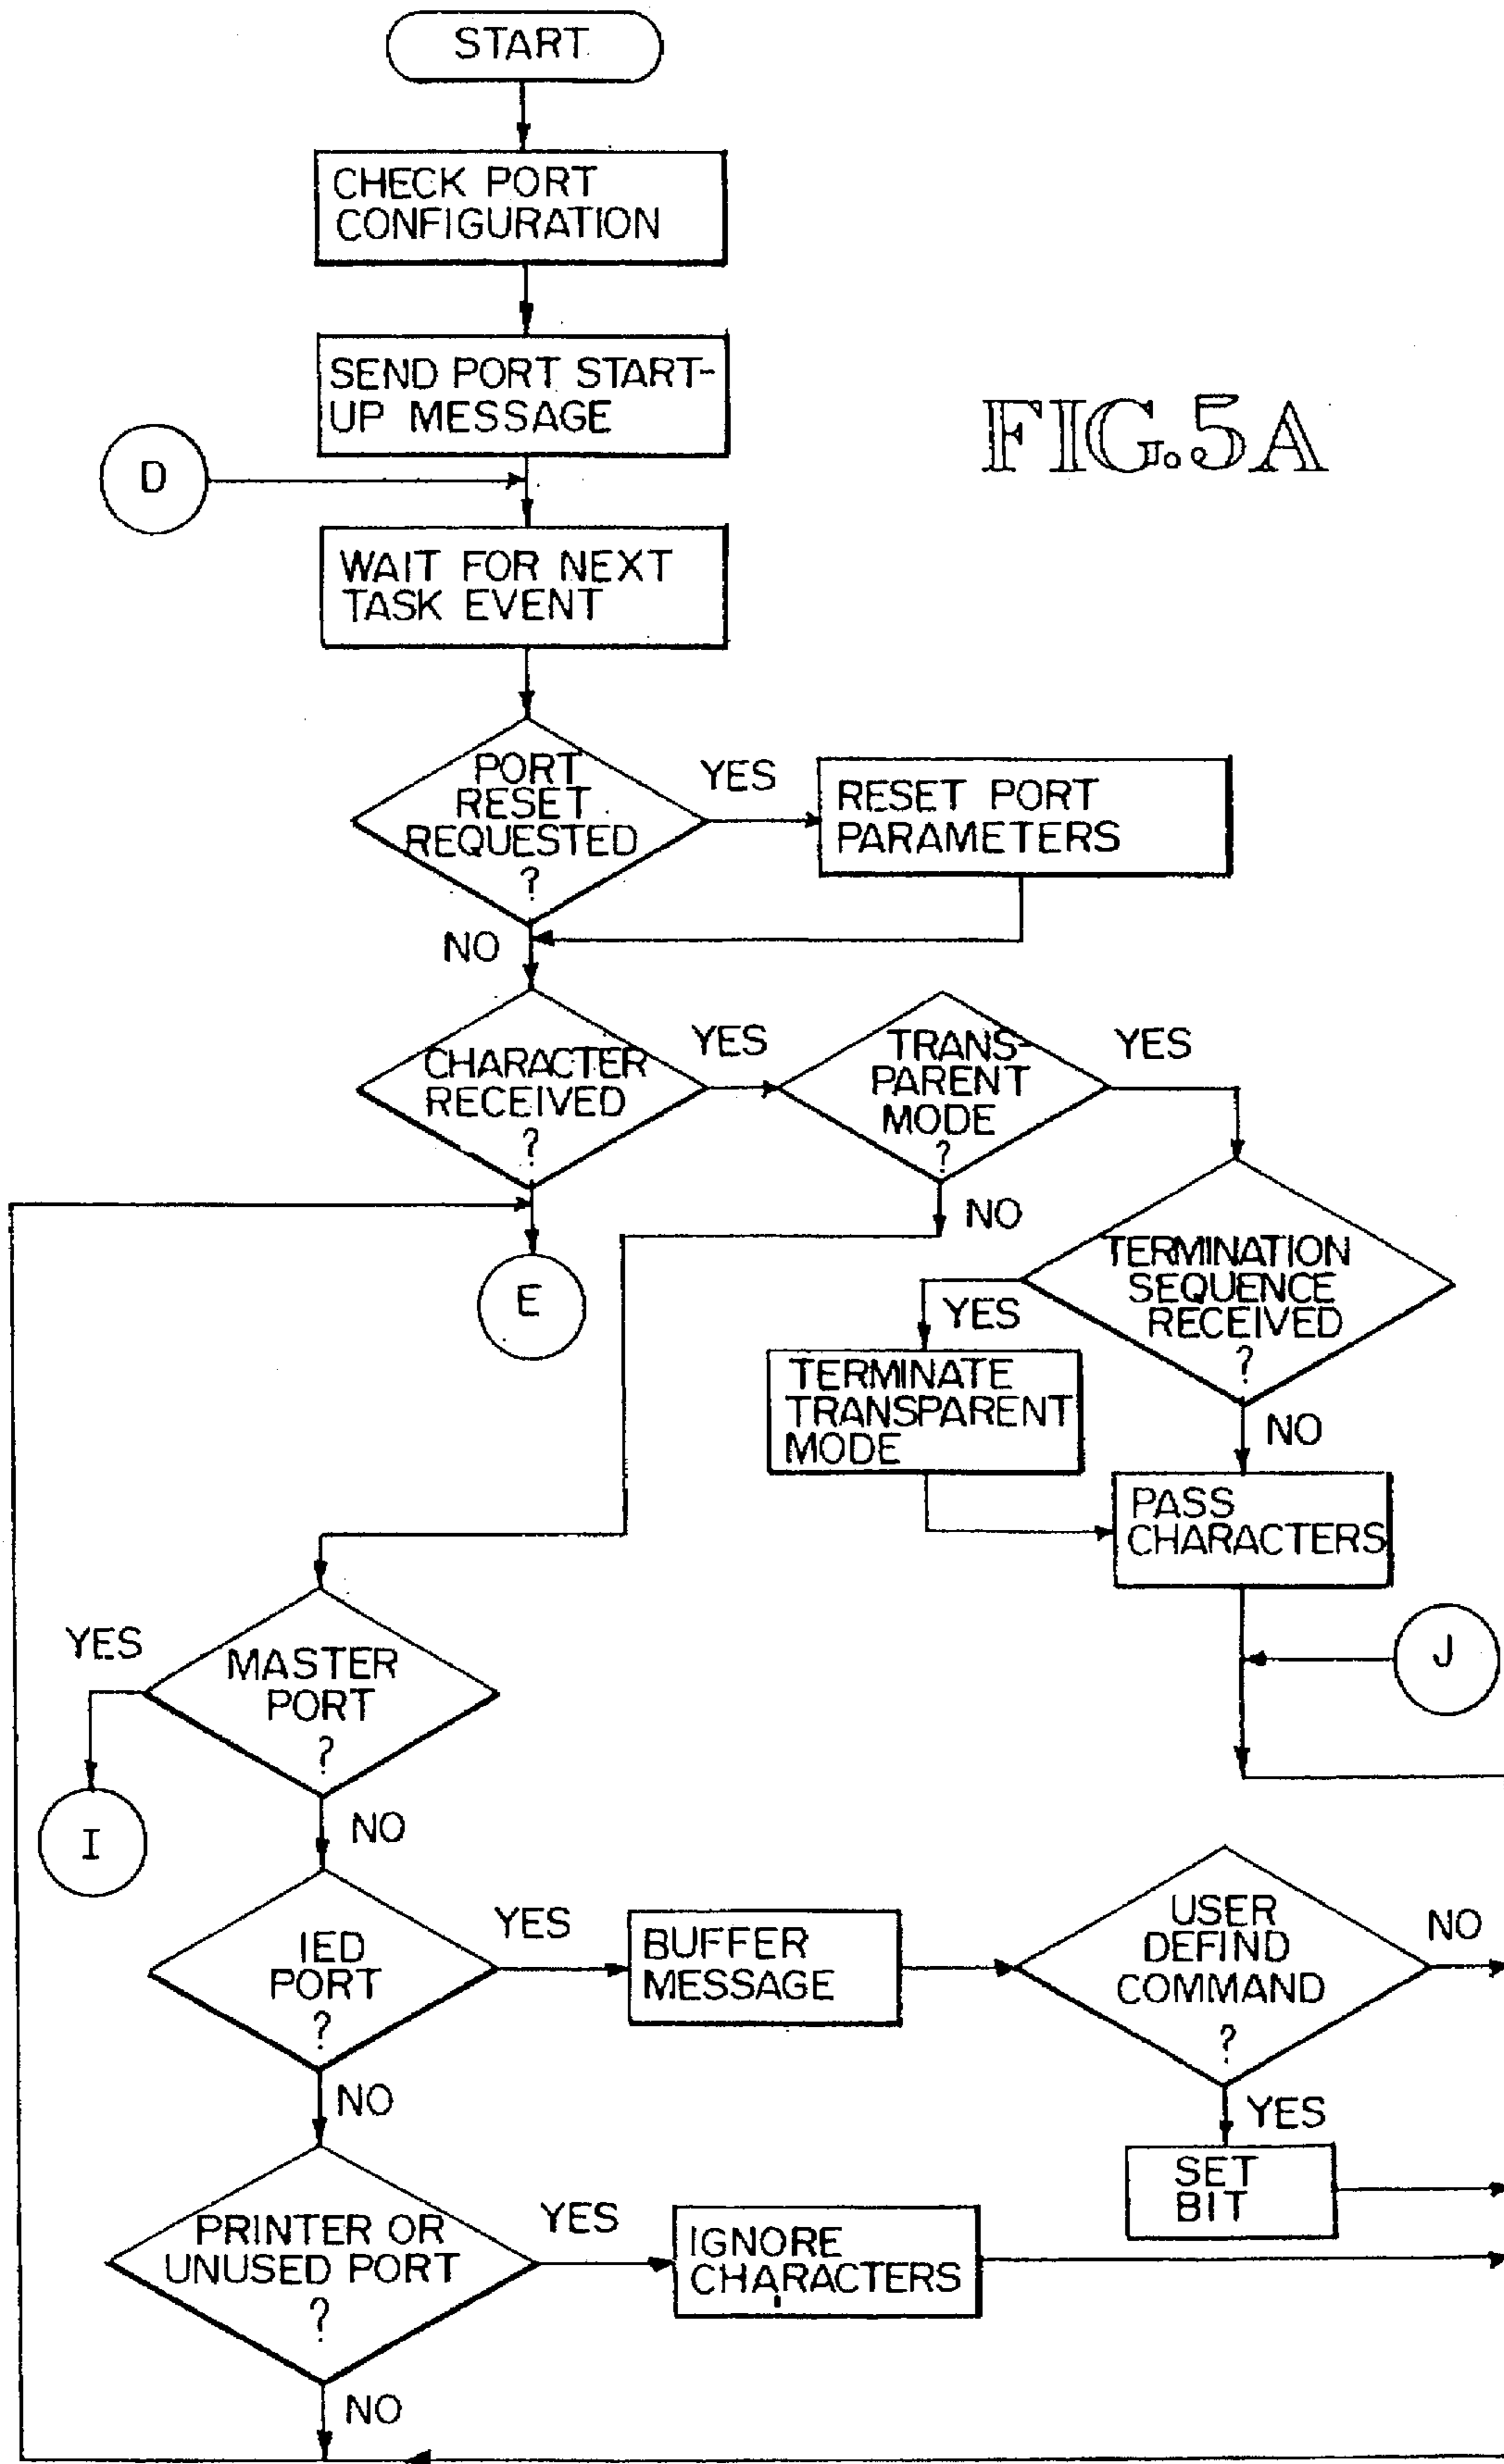 START
CHECK PORT
CONFIGURATION
SEND PORT START-
UP MESSAGE
FIG.5A
D
WAIT FOR NEXT
TASK EVENT
PORT
RESET
REQUESTED
?
YES
RESET PORT
PARAMETERS
NO
CHARACTER
RECEIVED
?
YES
TRANS-
PARENT
MODE
?
YES
NO
E
TERMINATION
SEQUENCE
RECEIVED
?
YES
TERMINATE
TRANSPARENT
MODE
NO
PASS
CHARACTERS
J
YES
MASTER
PORT
?
I
NO
IED
PORT
?
YES
BUFFER
MESSAGE
USER
DEFIND
COMMAND
?
NO
YES
SET
BIT
NO
PRINTER OR
UNUSED PORT
?
YES
IGNORE
CHARACTERS
NO